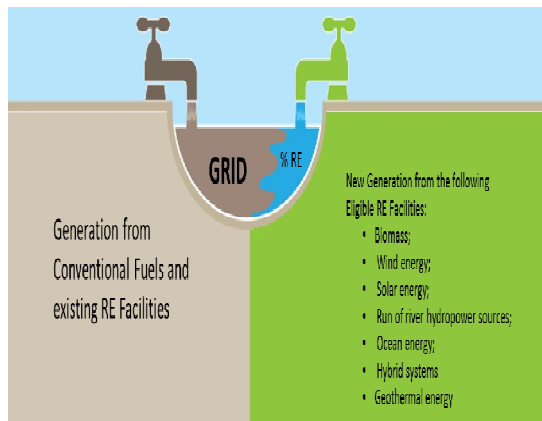 GRID
% RE
Generation from
Conventional Fuels and
existing RE Facilities
New Generation from the following
Eligible RE Facilities:
• Biomass;
• Wind energy;
• Solar energy;
• Run of river hydropower sources;
• Ocean energy;
• Hybrid systems
• Geothermal energy